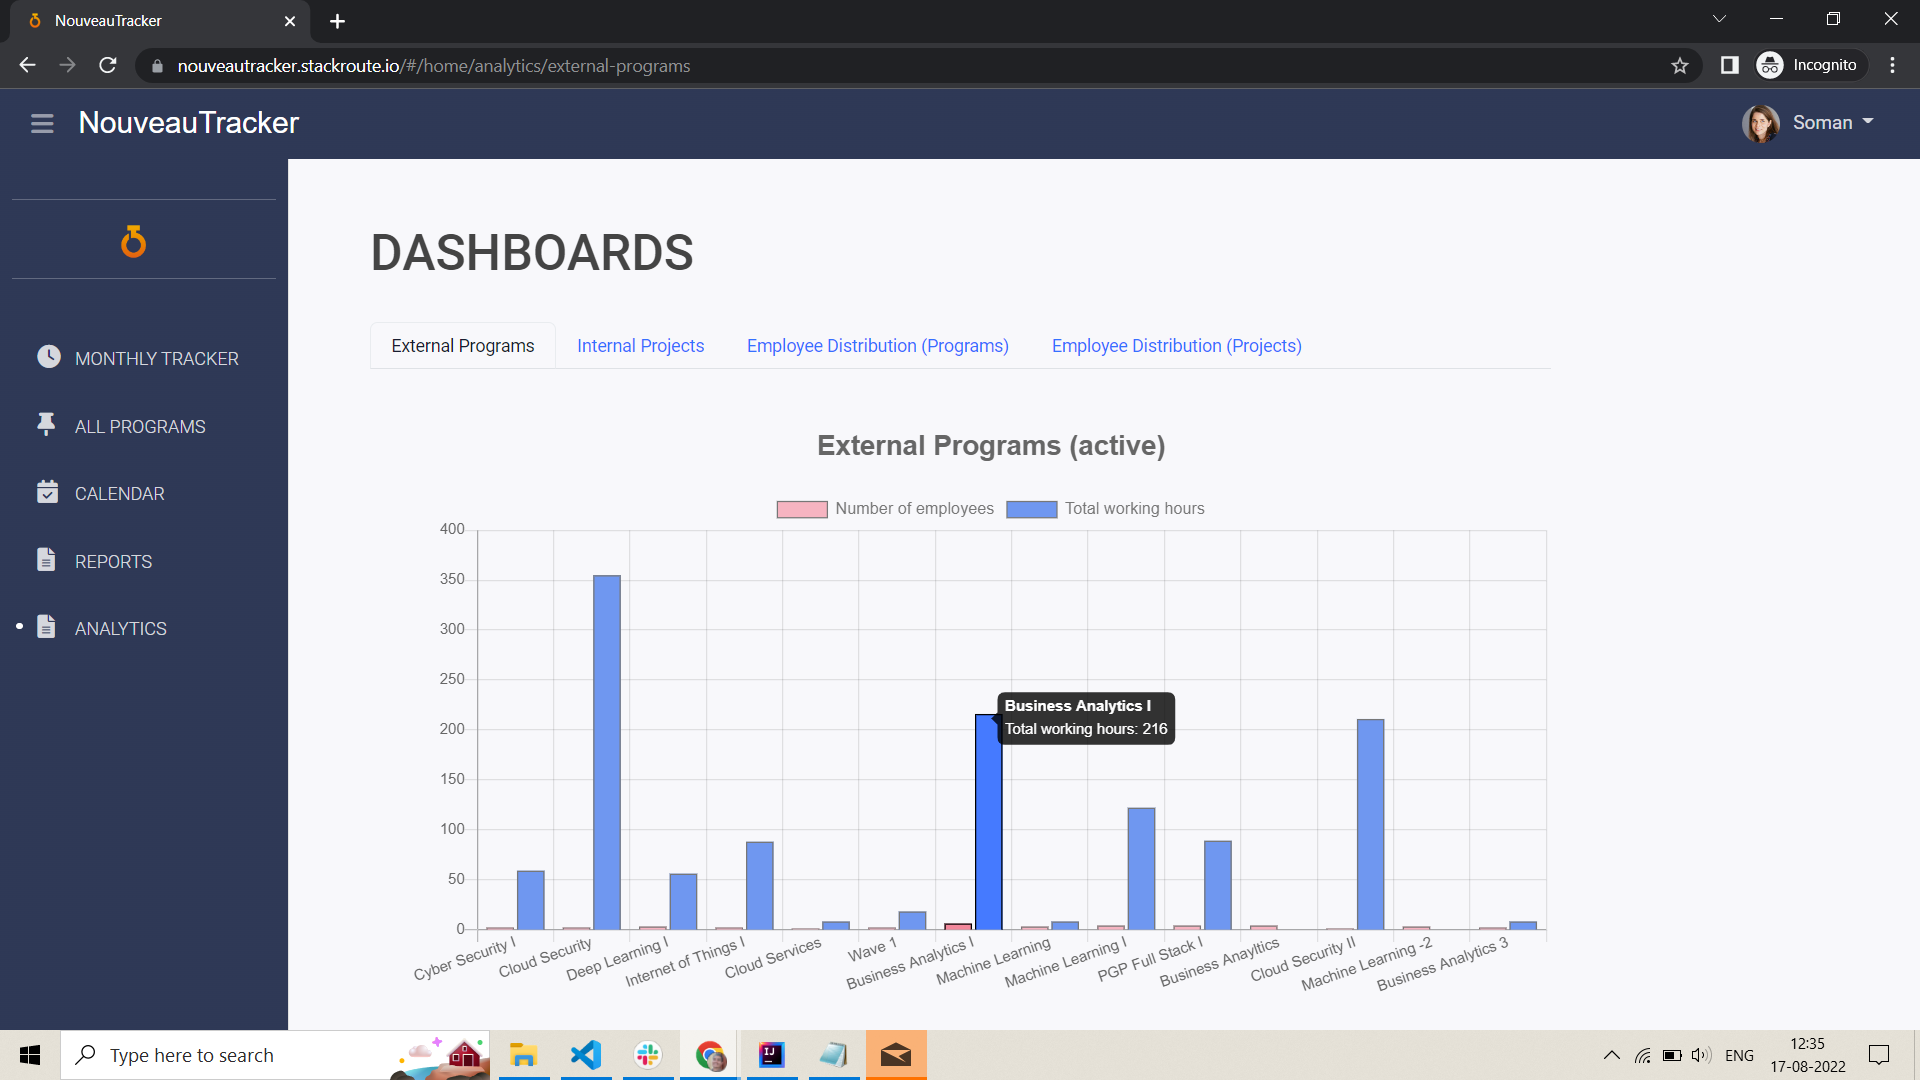 NouveauTracker
nouveautracker.stackroute.io/#/home/analytics/external-programs
Incognito
NouveauTracker
Soman
DASHBOARDS
MONTHLY TRACKER
ALL PROGRAMS
CALENDAR
REPORTS
ANALYTICS
External Programs Internal Projects Employee Distribution (Programs) Employee Distribution (Projects)
External Programs (active)
Number of employees Total working hours
400
350
300
250
200
150
100
50
0
Business Analytics I
Total working hours: 216
Cyber Security I
Cloud Security
Deep Learning I
Internet of Things I
Cloud Services
Wave 1
Business Analytics I
Machine Learning
Machine Learning I
PGP Full Stack I
Business Anayltics
Cloud Security II
Machine Learning -2
Business Analytics 3
Type here to search
IJ
ENG
12:35
17-08-2022